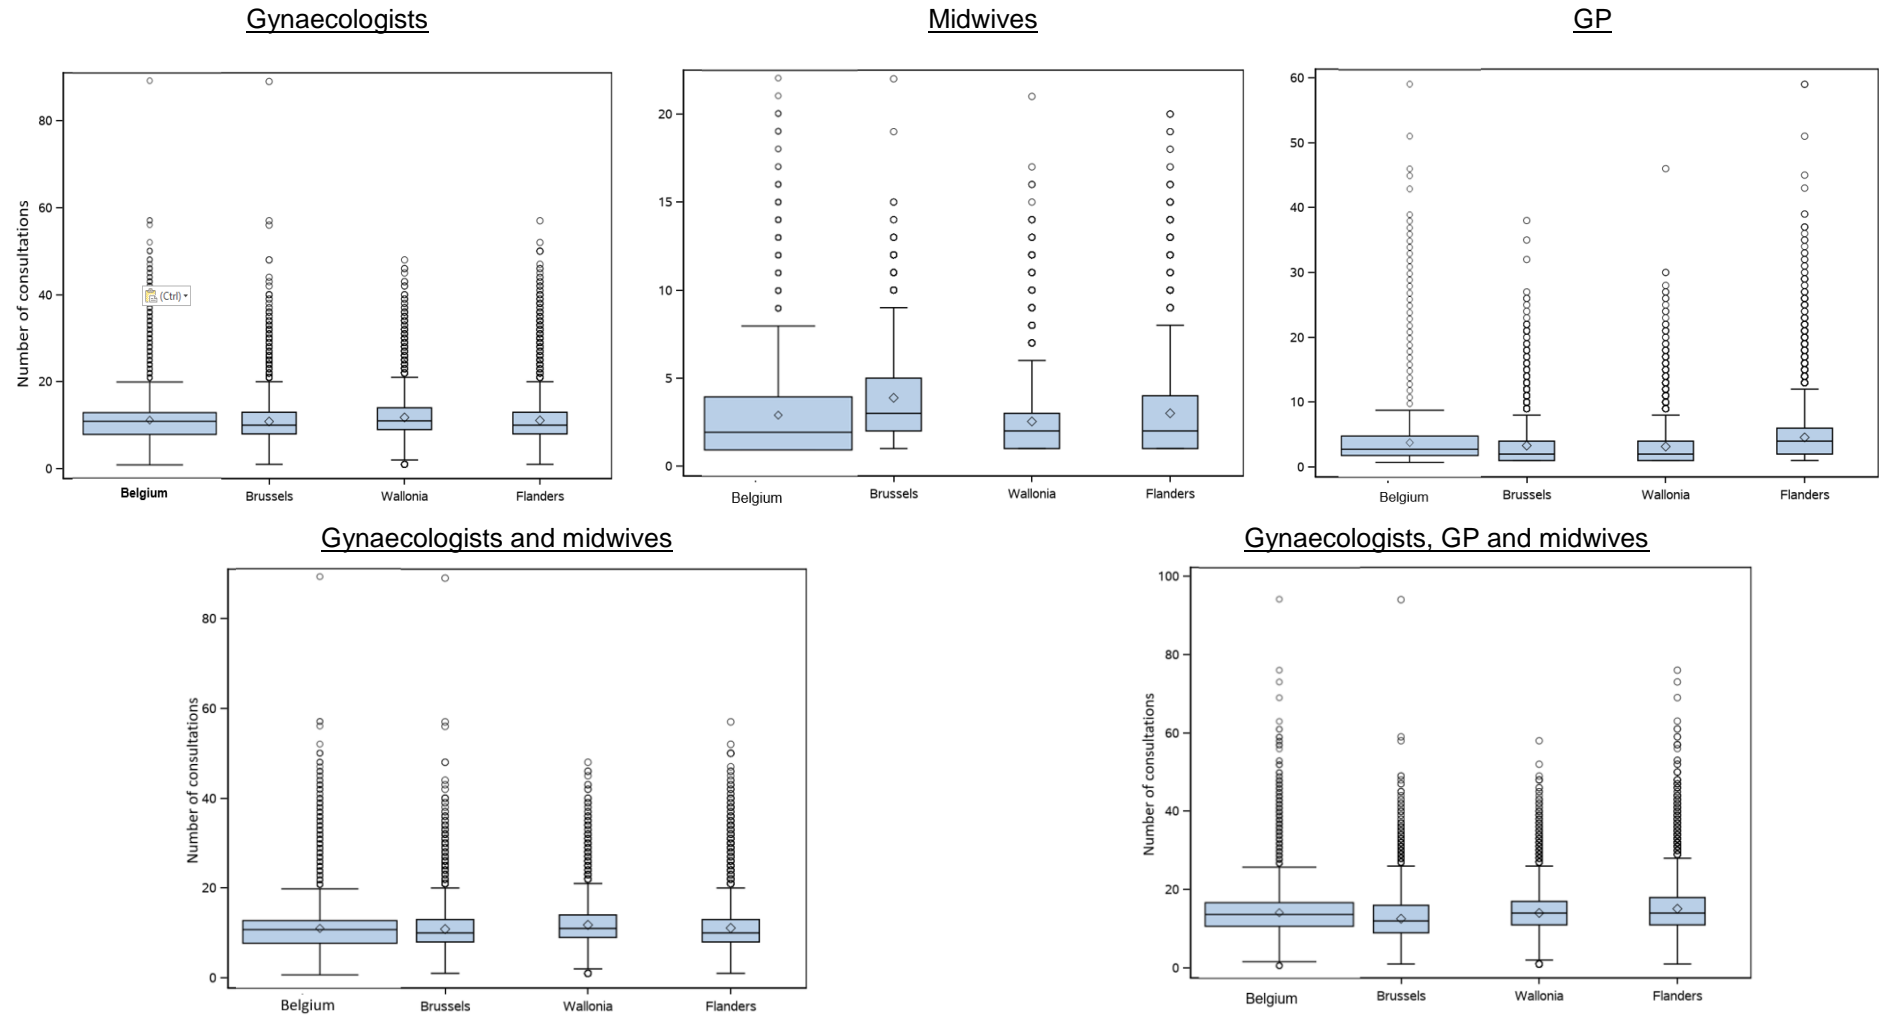 Gynaecologists
Midwives
GP
Number of consultations
80
60
40
20
0
(Ctrl)
Belgium
Brussels
Wallonia
Flanders
20
15
10
5
0
Belgium
Brussels
Wallonia
Flanders
60
50
40
30
20
10
0
Belgium
Brussels
Wallonia
Flanders
Gynaecologists and midwives
Gynaecologists, GP and midwives
Number of consultations
80
60
40
20
0
Belgium
Brussels
Wallonia
Flanders
Number of consultations
100
80
60
40
20
0
Belgium
Brussels
Wallonia
Flanders